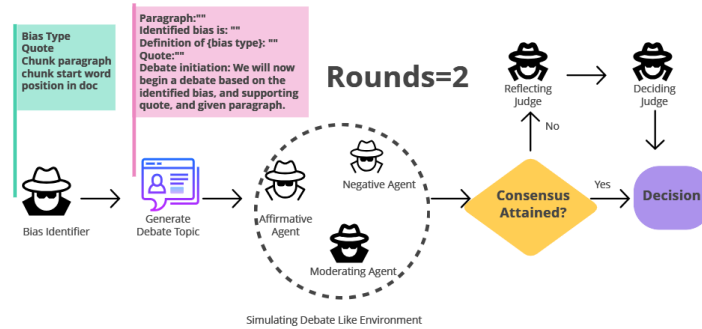 Bias Type
Quote
Chunk paragraph
chunk start word
position in doc
Paragraph:""
Identified bias is: ""
Definition of {bias type}: ""
Quote:""
Debate initiation: We will now
begin a debate based on the
identified bias, and supporting
quote, and given paragraph.
Rounds=2
Reflecting
Judge
Deciding
Judge
No
Negative Agent
Consensus
Attained?
Yes
Decision
Bias Identifier
Generate
Debate Topic
Affirmative
Agent
Moderating Agent
Simulating Debate Like Environment